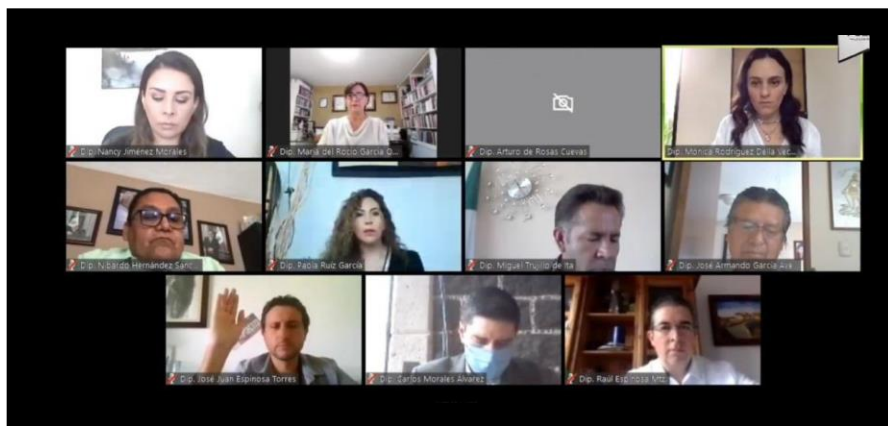 Dip. Nancy Jiménez Morales
Dip. María del Rocío García O...
Dip. Arturo de Rosas Cuevas
Dip. Mónica Rodríguez Della Vec...
Dip. Nibardo Hernández Sánc...
Dip. Paola Ruíz García
Dip. Miguel Trujillo de Ita
Dip. José Armando García Ava...
Dip. José Juan Espinosa Torres
Dip. Carlos Morales Álvarez
Dip. Raúl Espinosa Mtz